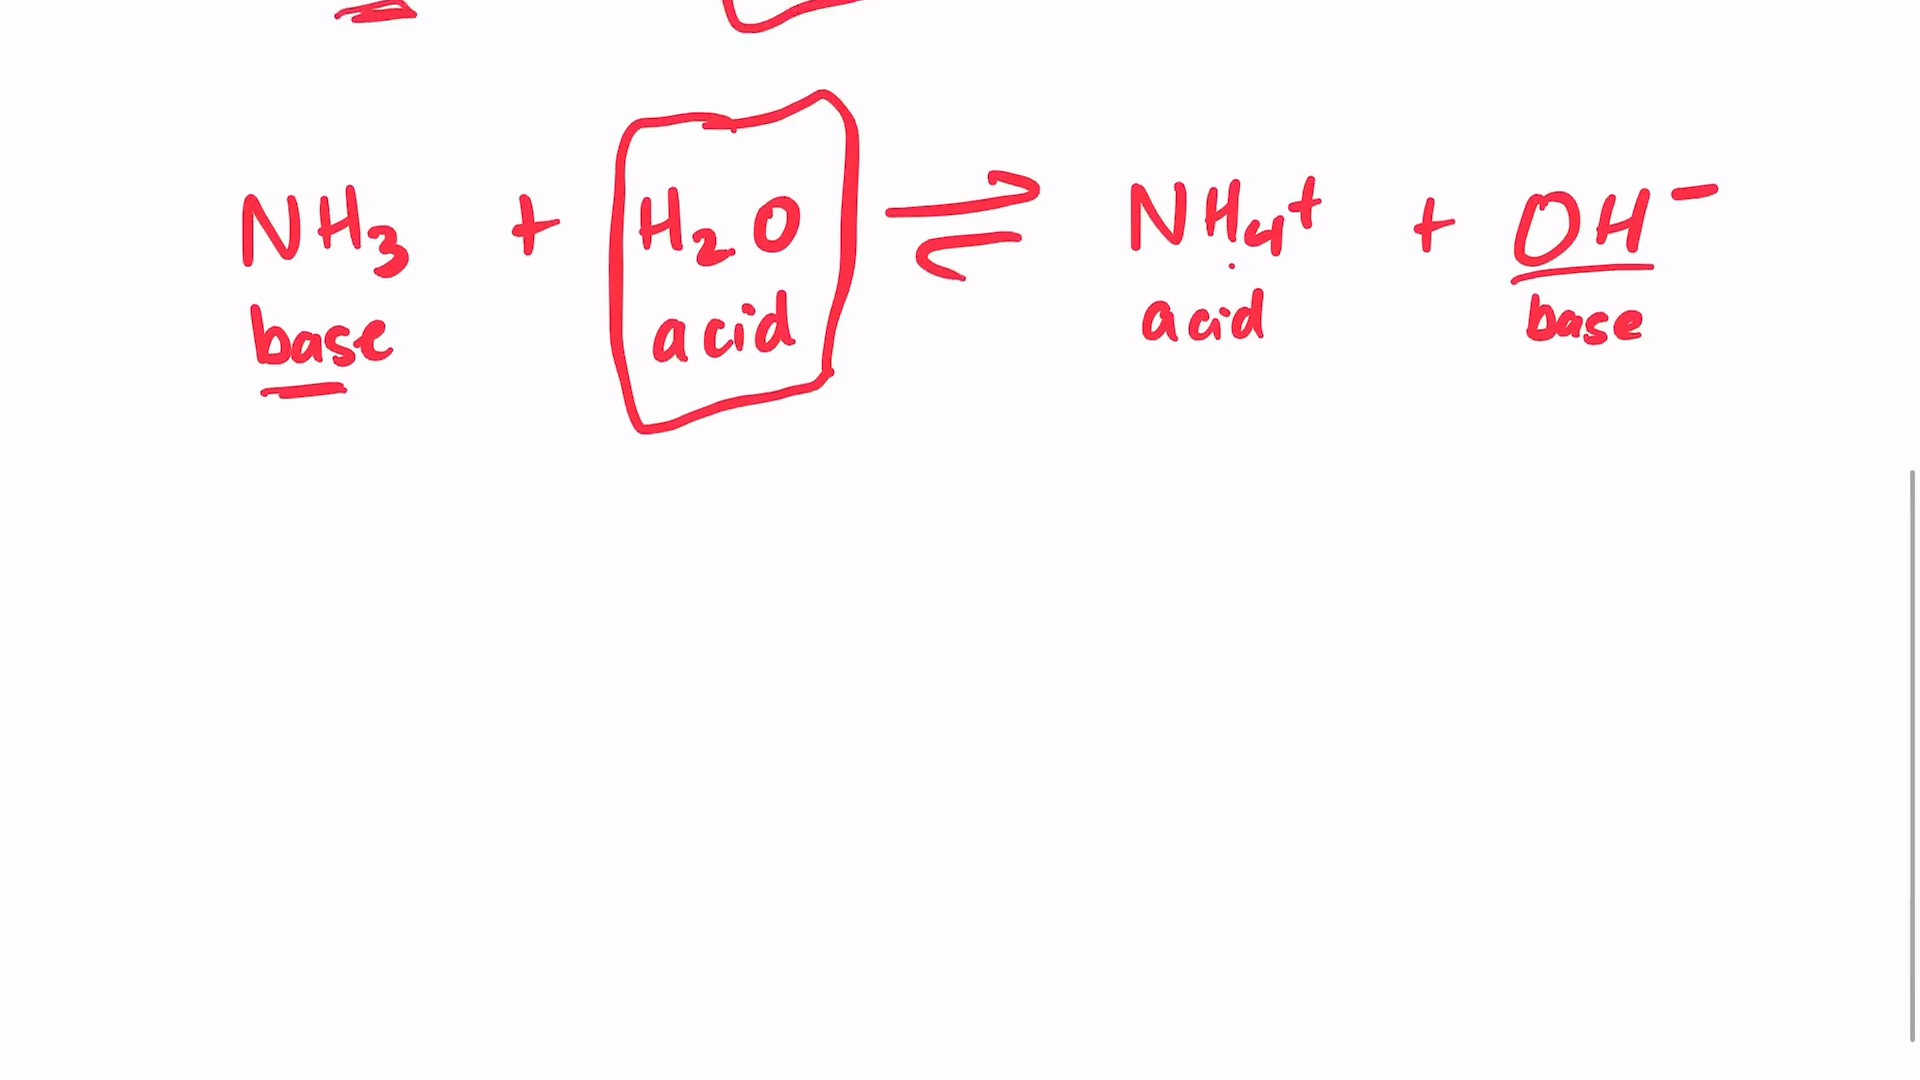 NH₃ + H₂O ⇌ NH₄⁺ + OH⁻
base acid acid base